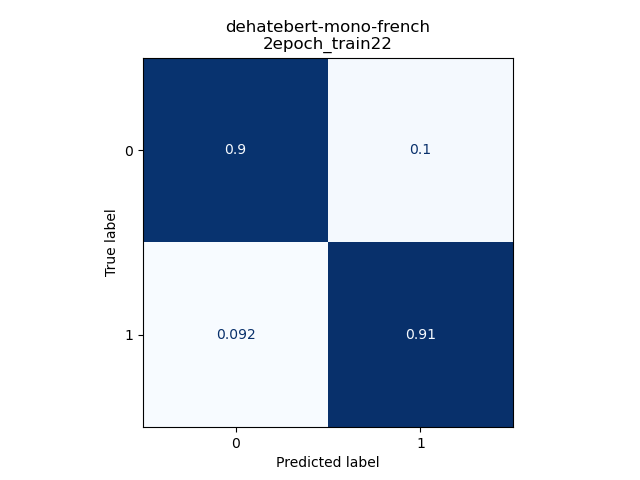 dehatebert-mono-french
2epoch_train22
True label
0
0.9
0.1
1
0.092
0.91
0
1
Predicted label